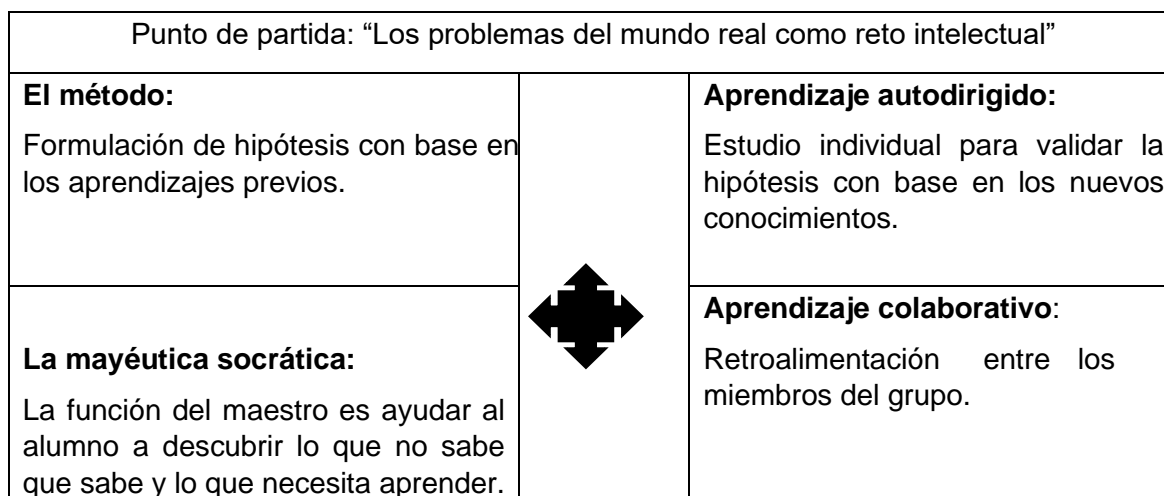 Punto de partida: “Los problemas del mundo real como reto intelectual”
El método:
Formulación de hipótesis con base en
los aprendizajes previos.
Aprendizaje autodirigido:
Estudio individual para validar la
hipótesis con base en los nuevos
conocimientos.
La mayéutica socrática:
La función del maestro es ayudar al
alumno a descubrir lo que no sabe
que sabe y lo que necesita aprender.
Aprendizaje colaborativo:
Retroalimentación entre los
miembros del grupo.